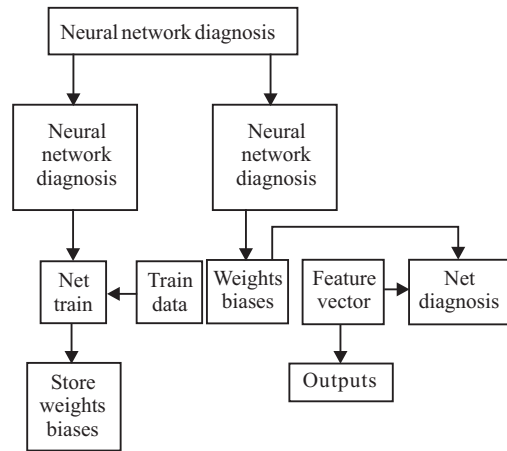 Neural network diagnosis
Neural
network
diagnosis
Neural
network
diagnosis
Net
train
Train
data
Weights
biases
Feature
vector
Net
diagnosis
Store
weights
biases
Outputs